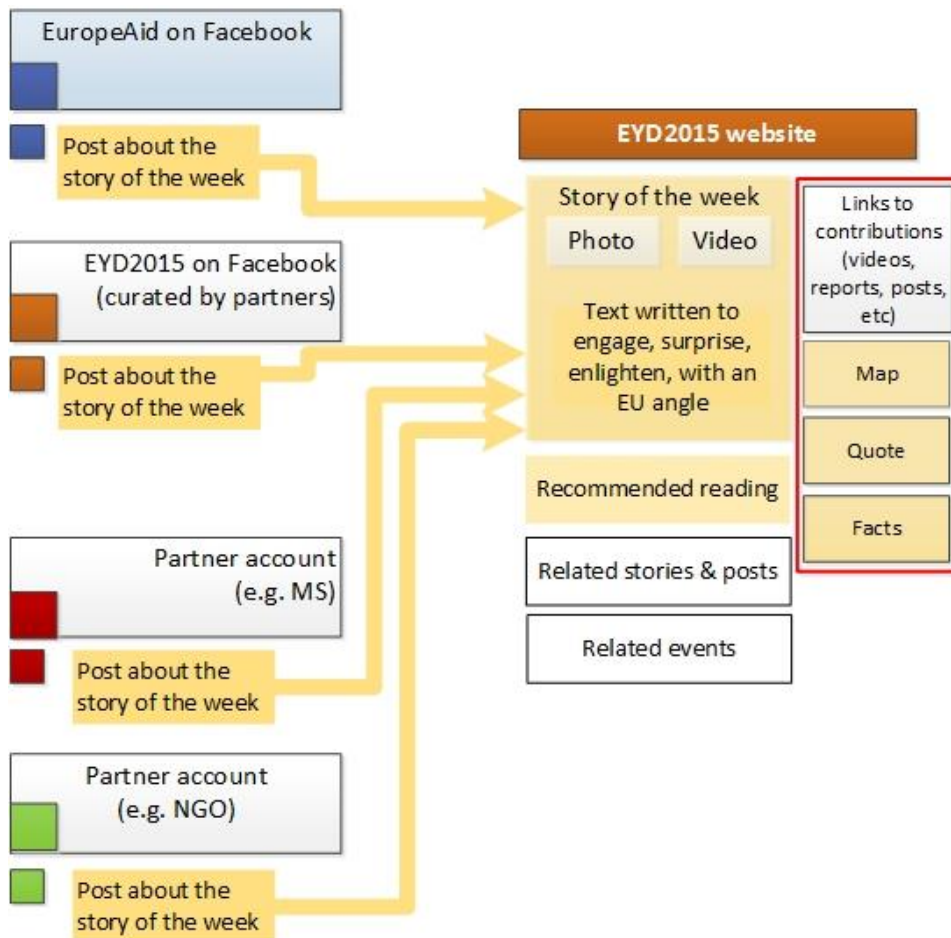 EuropeAid on Facebook
Post about the
story of the week
EYD2015 on Facebook
(curated by partners)
Post about the
story of the week
Partner account
(e.g. MS)
Post about the
story of the week
Partner account
(e.g. NGO)
Post about the
story of the week
EYD2015 website
Story of the week
Photo
Video
Text written to
engage, surprise,
enlighten, with an
EU angle
Recommended reading
Related stories & posts
Related events
Links to
contributions
(videos,
reports, posts,
etc)
Map
Quote
Facts